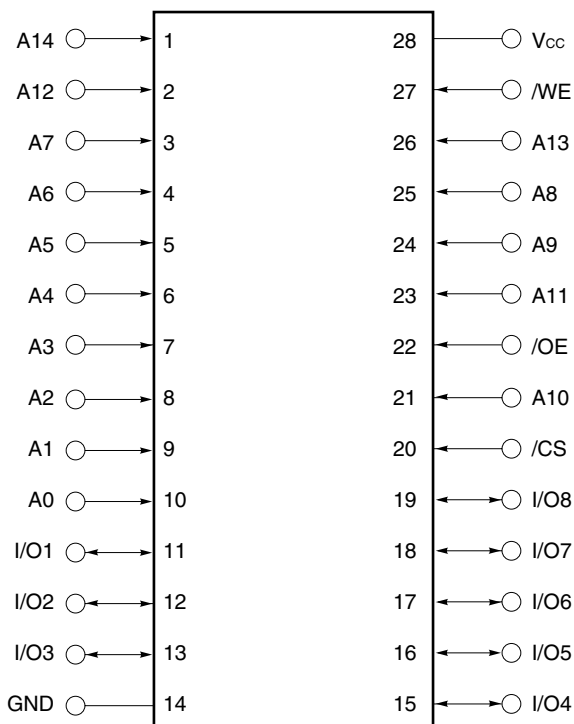 A14 1 28 Vcc
A12 2 27 /WE
A7 3 26 A13
A6 4 25 A8
A5 5 24 A9
A4 6 23 A11
A3 7 22 /OE
A2 8 21 A10
A1 9 20 /CS
A0 10 19 I/O8
I/O1 11 18 I/O7
I/O2 12 17 I/O6
I/O3 13 16 I/O5
GND 14 15 I/O4